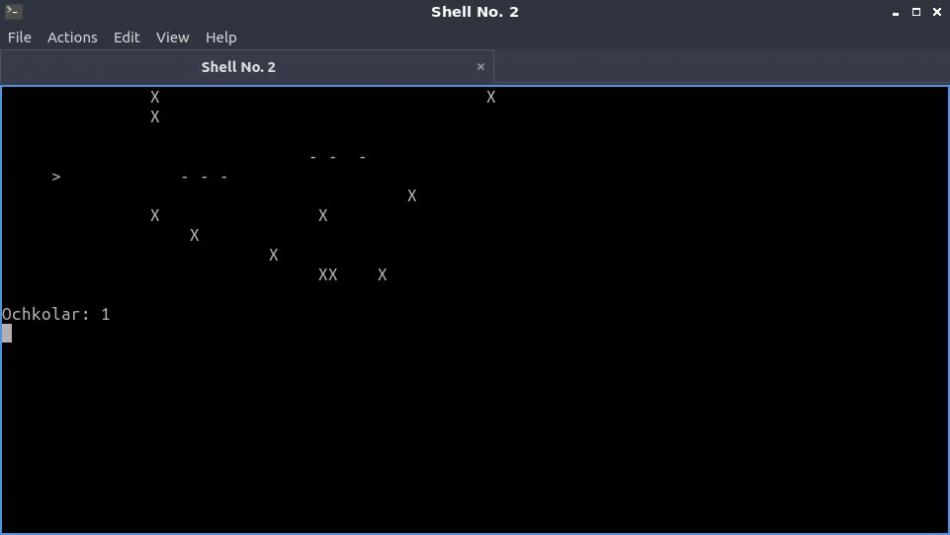 Shell No. 2
File Actions Edit View Help
Shell No. 2
X X
X
- - -
> - - -
X
X X
X
X
XX X
Ochkolar: 1